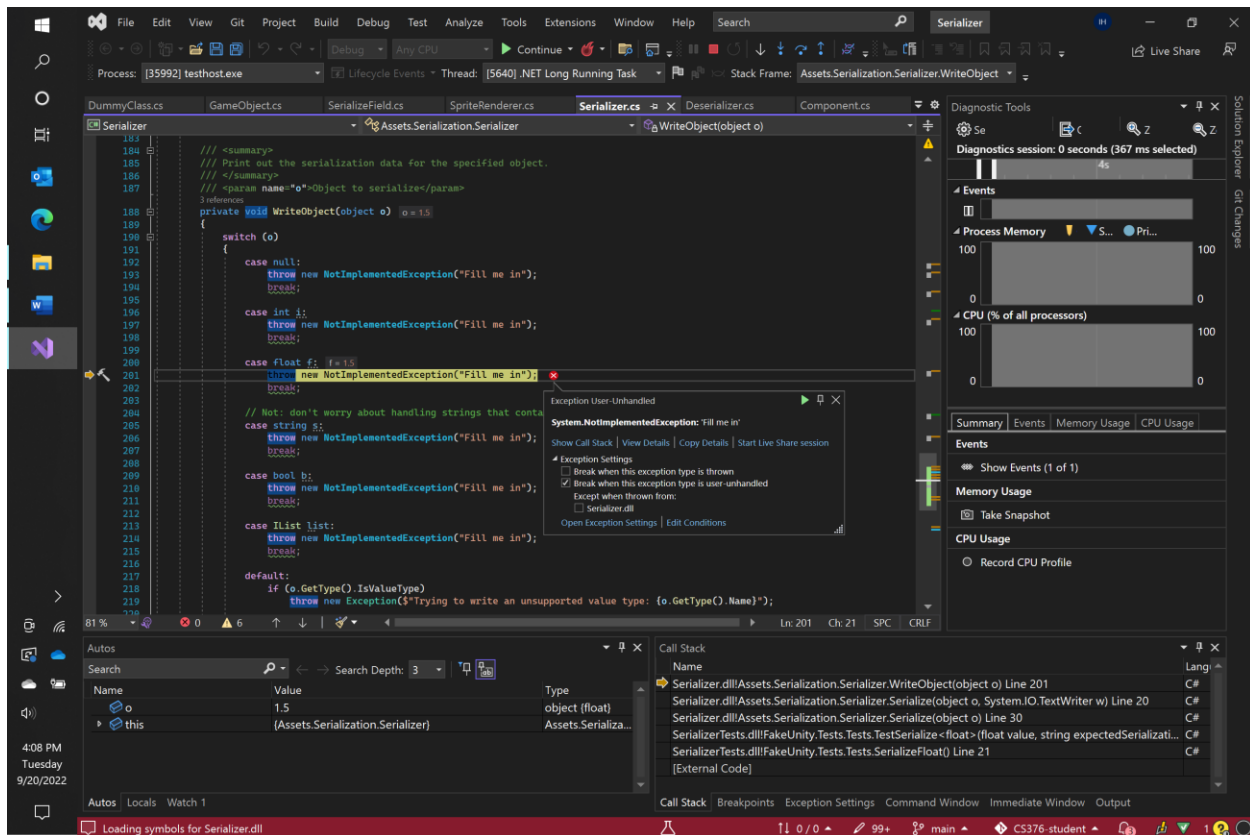 File Edit View Git Project Build Debug Test Analyze Tools Extensions Window Help Search Serializer IH
Debug Any CPU Continue Live Share
Process: [35992] testhost.exe Lifecycle Events Thread: [5640] .NET Long Running Task Stack Frame: Assets.Serialization.Serializer.WriteObject
DummyClass.cs GameObject.cs SerializeField.cs SpriteRenderer.cs Serializer.cs Deserializer.cs Component.cs
Serializer Assets.Serialization.Serializer WriteObject(object o)
183
184 /// <summary>
185 /// Print out the serialization data for the specified object.
186 /// </summary>
187 /// <param name="o">Object to serialize</param>
3 references
188 private void WriteObject(object o) o = 1.5
189 {
190 switch (o)
191 {
192 case null:
193 throw new NotImplementedException("Fill me in");
194 break;
195
196 case int i:
197 throw new NotImplementedException("Fill me in");
198 break;
199
200 case float f: f = 1.5
201 throw new NotImplementedException("Fill me in");
202 break;
203
204 // Not: don't worry about handling strings that conta
205 case string s:
206 throw new NotImplementedException("Fill me in");
207 break;
208
209 case bool b:
210 throw new NotImplementedException("Fill me in");
211 break;
212
213 case IList list:
214 throw new NotImplementedException("Fill me in");
215 break;
216
217 default:
218 if (o.GetType().IsValueType)
219 throw new Exception($"Trying to write an unsupported value type: {o.GetType().Name}");
220
Exception User-Unhandled
System.NotImplementedException: 'Fill me in'
Show Call Stack | View Details | Copy Details | Start Live Share session
Exception Settings
Break when this exception type is thrown
Break when this exception type is user-unhandled
Except when thrown from:
Serializer.dll
Open Exception Settings | Edit Conditions
81 % 0 6 Ln: 201 Ch: 21 SPC CRLF
Diagnostic Tools
Se Z Z
Diagnostics session: 0 seconds (367 ms selected)
4s
Events
Process Memory S... Pri...
100 100
0 0
CPU (% of all processors)
100 100
0 0
Summary Events Memory Usage CPU Usage
Events
Show Events (1 of 1)
Memory Usage
Take Snapshot
CPU Usage
Record CPU Profile
Solution Explorer
Git Changes
Autos
Search Search Depth: 3
Name Value Type
o 1.5 object {float}
this {Assets.Serialization.Serializer} Assets.Serializa...
Autos Locals Watch 1
Call Stack
Name Lang
Serializer.dll!Assets.Serialization.Serializer.WriteObject(object o) Line 201 C#
Serializer.dll!Assets.Serialization.Serializer.Serialize(object o, System.IO.TextWriter w) Line 20 C#
Serializer.dll!Assets.Serialization.Serializer.Serialize(object o) Line 30 C#
SerializerTests.dll!FakeUnity.Tests.Tests.TestSerialize<float>(float value, string expectedSerializati... C#
SerializerTests.dll!FakeUnity.Tests.Tests.SerializeFloat() Line 21 C#
[External Code]
Call Stack Breakpoints Exception Settings Command Window Immediate Window Output
4:08 PM
Tuesday
9/20/2022
Loading symbols for Serializer.dll 0 / 0 99+ main CS376-student 1